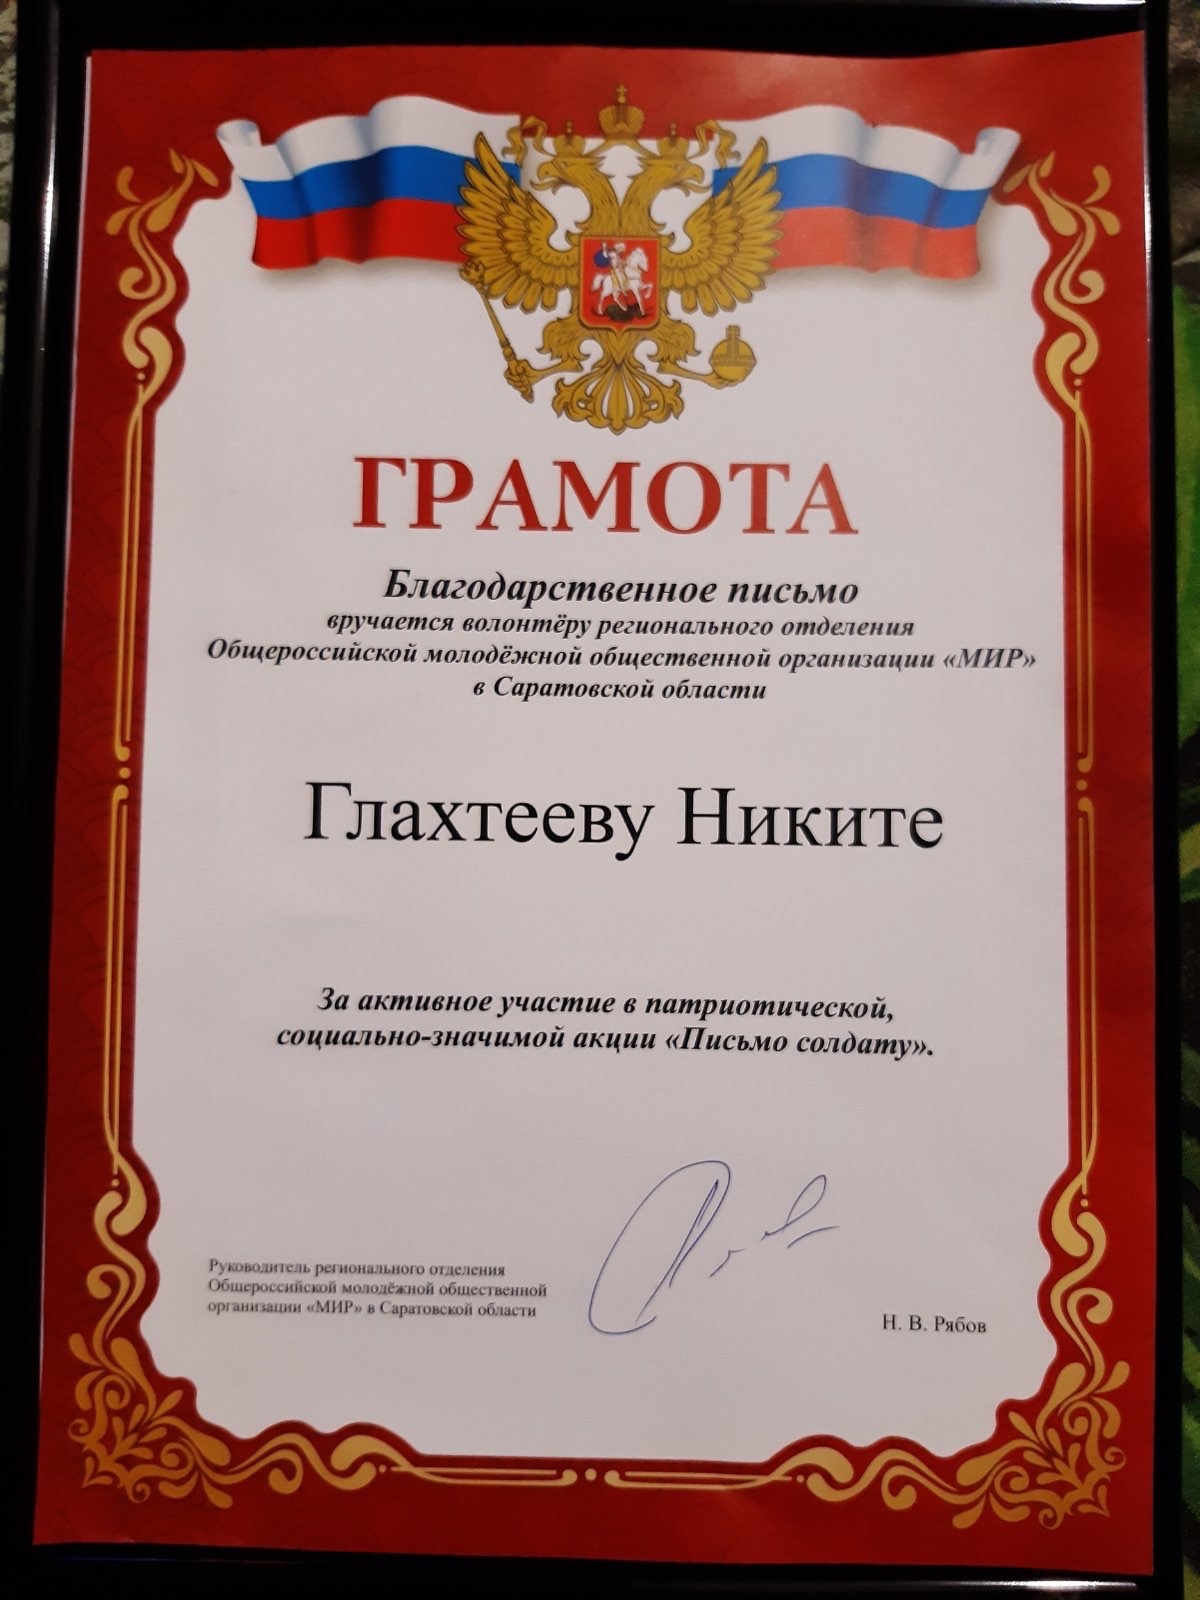 ГРАМОТА
Благодарственное письмо
вручается волонтёру регионального отделения
Общероссийской молодёжной общественной организации «МИР»
в Саратовской области
Глахтееву Никите
За активное участие в патриотической,
социально-значимой акции «Письмо солдату».
Руководитель регионального отделения
Общероссийской молодёжной общественной
организации «МИР» в Саратовской области
Н. В. Рябов